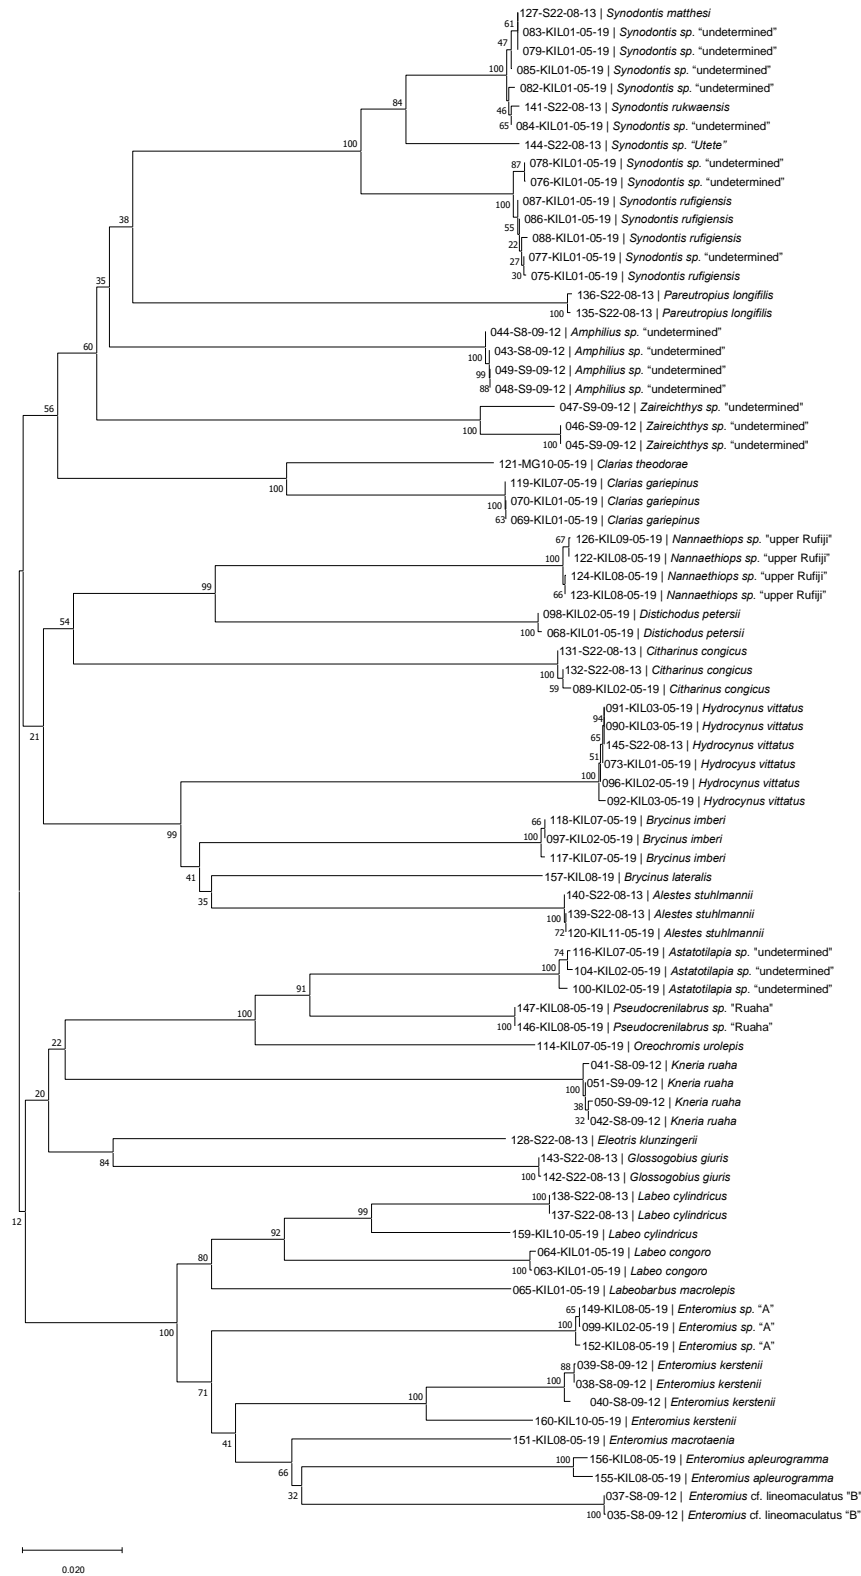 127-S22-08-13 | Synodontis matthesi
61
083-KIL01-05-19 | Synodontis sp. “undetermined”
47
079-KIL01-05-19 | Synodontis sp. “undetermined”
100
085-KIL01-05-19 | Synodontis sp. “undetermined”
082-KIL01-05-19 | Synodontis sp. “undetermined”
84
141-S22-08-13 | Synodontis rukwaensis
46
084-KIL01-05-19 | Synodontis sp. “undetermined”
65
100
144-S22-08-13 | Synodontis sp. “Utete”
87
078-KIL01-05-19 | Synodontis sp. “undetermined”
076-KIL01-05-19 | Synodontis sp. “undetermined”
100
087-KIL01-05-19 | Synodontis rufigiensis
38
086-KIL01-05-19 | Synodontis rufigiensis
55
088-KIL01-05-19 | Synodontis rufigiensis
22
077-KIL01-05-19 | Synodontis sp. “undetermined”
27
075-KIL01-05-19 | Synodontis rufigiensis
30
35
136-S22-08-13 | Pareutropius longifilis
135-S22-08-13 | Pareutropius longifilis
100
044-S8-09-12 | Amphilius sp. “undetermined”
60
043-S8-09-12 | Amphilius sp. “undetermined”
100
049-S9-09-12 | Amphilius sp. “undetermined”
99
048-S9-09-12 | Amphilius sp. “undetermined”
88
56
047-S9-09-12 | Zaireichthys sp. "undetermined"
046-S9-09-12 | Zaireichthys sp. "undetermined"
100
045-S9-09-12 | Zaireichthys sp. "undetermined"
100
121-MG10-05-19 | Clarias theodorae
100
119-KIL07-05-19 | Clarias gariepinus
070-KIL01-05-19 | Clarias gariepinus
100
069-KIL01-05-19 | Clarias gariepinus
63
126-KIL09-05-19 | Nannaethiops sp. "upper Rufiji"
67
122-KIL08-05-19 | Nannaethiops sp. "upper Rufiji"
100
124-KIL08-05-19 | Nannaethiops sp. "upper Rufiji"
99
123-KIL08-05-19 | Nannaethiops sp. "upper Rufiji"
66
098-KIL02-05-19 | Distichodus petersii
54
068-KIL01-05-19 | Distichodus petersii
100
131-S22-08-13 | Citharinus congicus
132-S22-08-13 | Citharinus congicus
100
089-KIL02-05-19 | Citharinus congicus
59
091-KIL03-05-19 | Hydrocynus vittatus
94
090-KIL03-05-19 | Hydrocynus vittatus
21
65
145-S22-08-13 | Hydrocynus vittatus
51
073-KIL01-05-19 | Hydrocynus vittatus
100
096-KIL02-05-19 | Hydrocynus vittatus
092-KIL03-05-19 | Hydrocynus vittatus
118-KIL07-05-19 | Brycinus imberi
66
99
097-KIL02-05-19 | Brycinus imberi
100
117-KIL07-05-19 | Brycinus imberi
41
157-KIL08-19 | Brycinus lateralis
140-S22-08-13 | Alestes stuhlmannii
35
139-S22-08-13 | Alestes stuhlmannii
100
120-KIL11-05-19 | Alestes stuhlmannii
72
116-KIL07-05-19 | Astatotilapia sp. "undetermined"
74
104-KIL02-05-19 | Astatotilapia sp. "undetermined"
100
100-KIL02-05-19 | Astatotilapia sp. "undetermined"
91
147-KIL08-05-19 | Pseudocrenilabrus sp. "Ruaha"
100
146-KIL08-05-19 | Pseudocrenilabrus sp. "Ruaha"
100
114-KIL07-05-19 | Oreochromis urolepis
22
041-S8-09-12 | Kneria ruaha
051-S9-09-12 | Kneria ruaha
100
20
050-S9-09-12 | Kneria ruaha
38
042-S8-09-12 | Kneria ruaha
32
128-S22-08-13 | Eleotris klunzingerii
84
143-S22-08-13 | Glossogobius giuris
142-S22-08-13 | Glossogobius giuris
100
138-S22-08-13 | Labeo cylindricus
100
137-S22-08-13 | Labeo cylindricus
99
12
159-KIL10-05-19 | Labeo cylindricus
92
064-KIL01-05-19 | Labeo congoro
80
063-KIL01-05-19 | Labeo congoro
100
065-KIL01-05-19 | Labeobarbus macrolepis
149-KIL08-05-19 | Enteromius sp. “A”
65
100
099-KIL02-05-19 | Enteromius sp. “A”
100
152-KIL08-05-19 | Enteromius sp. “A”
039-S8-09-12 | Enteromius kerstenii
88
038-S8-09-12 | Enteromius kerstenii
100
71
040-S8-09-12 | Enteromius kerstenii
100
160-KIL10-05-19 | Enteromius kerstenii
41
151-KIL08-05-19 | Enteromius macrotaenia
156-KIL08-05-19 | Enteromius apleurogramma
100
66
155-KIL08-05-19 | Enteromius apleurogramma
32
037-S8-09-12 | Enteromius cf. lineomaculatus "B"
035-S8-09-12 | Enteromius cf. lineomaculatus "B"
100
0.020